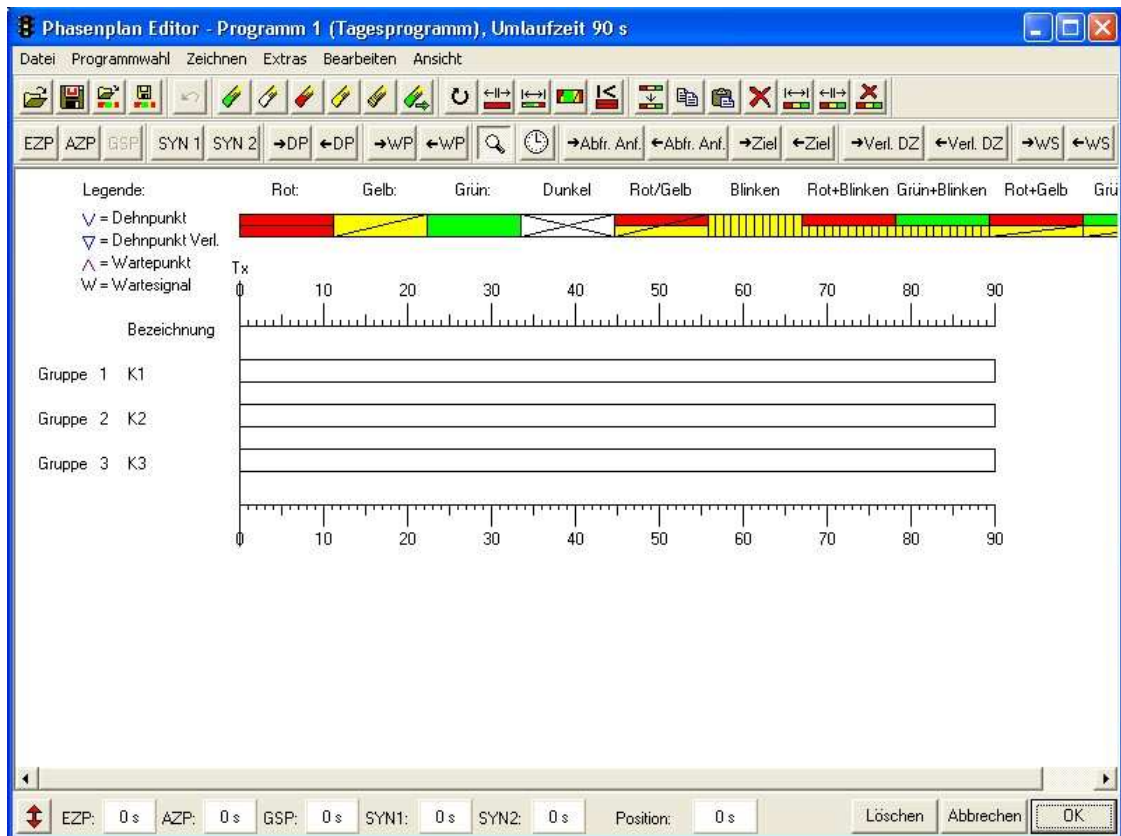 Phasenplan Editor - Programm 1 (Tagesprogramm), Umlaufzeit 90 s
Datei Programmwahl Zeichnen Extras Bearbeiten Ansicht
EZP AZP GSP SYN 1 SYN 2 →DP ←DP →WP ←WP →Abfr. Anf. ←Abfr. Anf. →Ziel ←Ziel →Verl. DZ ←Verl. DZ →WS ←WS
Legende: Rot: Gelb: Grün: Dunkel Rot/Gelb Blinken Rot+Blinken Grün+Blinken Rot+Gelb Grü
V = Dehnpunkt
▽ = Dehnpunkt Verl.
Λ = Wartepunkt
W = Wartesignal
Tx
0 10 20 30 40 50 60 70 80 90
Bezeichnung
Gruppe 1 K1
Gruppe 2 K2
Gruppe 3 K3
0 10 20 30 40 50 60 70 80 90
EZP: 0 s AZP: 0 s GSP: 0 s SYN1: 0 s SYN2: 0 s Position: 0 s Löschen Abbrechen OK